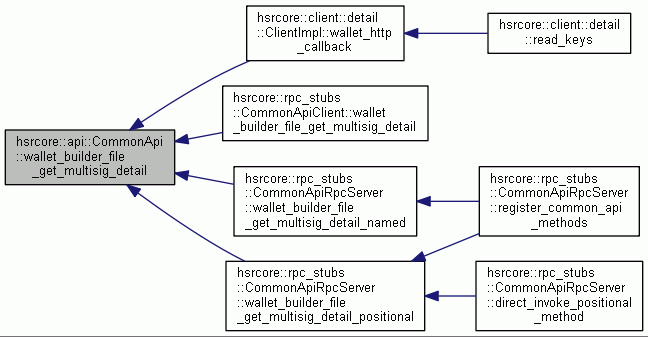 hsrcore::client::detail
::ClientImpl::wallet_http
_callback
hsrcore::client::detail
::read_keys
hsrcore::rpc_stubs
::CommonApiClient::wallet
_builder_file_get_multisig_detail
hsrcore::api::CommonApi
::wallet_builder_file
_get_multisig_detail
hsrcore::rpc_stubs
::CommonApiRpcServer
::wallet_builder_file
_get_multisig_detail_named
hsrcore::rpc_stubs
::CommonApiRpcServer
::register_common_api
_methods
hsrcore::rpc_stubs
::CommonApiRpcServer
::wallet_builder_file
_get_multisig_detail_positional
hsrcore::rpc_stubs
::CommonApiRpcServer
::direct_invoke_positional
_method